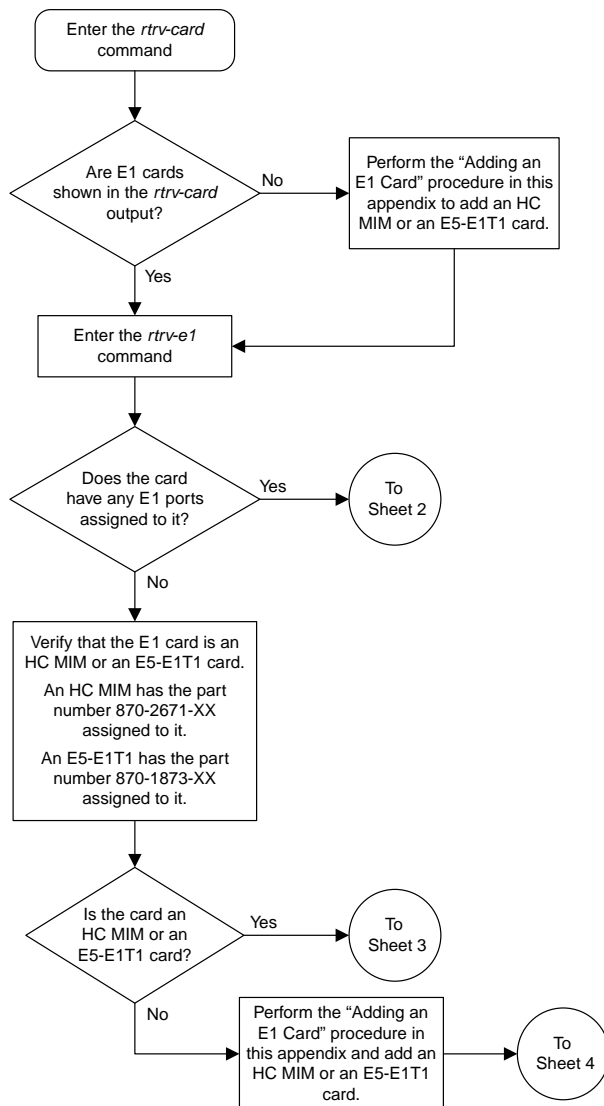 Enter the rtrv-card
command
Are E1 cards
shown in the rtrv-card
output?
No
Perform the “Adding an
E1 Card” procedure in this
appendix to add an HC
MIM or an E5-E1T1 card.
Yes
Enter the rtrv-e1
command
Does the card
have any E1 ports
assigned to it?
Yes
To
Sheet 2
No
Verify that the E1 card is an
HC MIM or an E5-E1T1 card.
An HC MIM has the part
number 870-2671-XX
assigned to it.
An E5-E1T1 has the part
number 870-1873-XX
assigned to it.
Is the card an
HC MIM or an
E5-E1T1 card?
Yes
To
Sheet 3
No
Perform the “Adding an
E1 Card” procedure in
this appendix and add an
HC MIM or an E5-E1T1
card.
To
Sheet 4